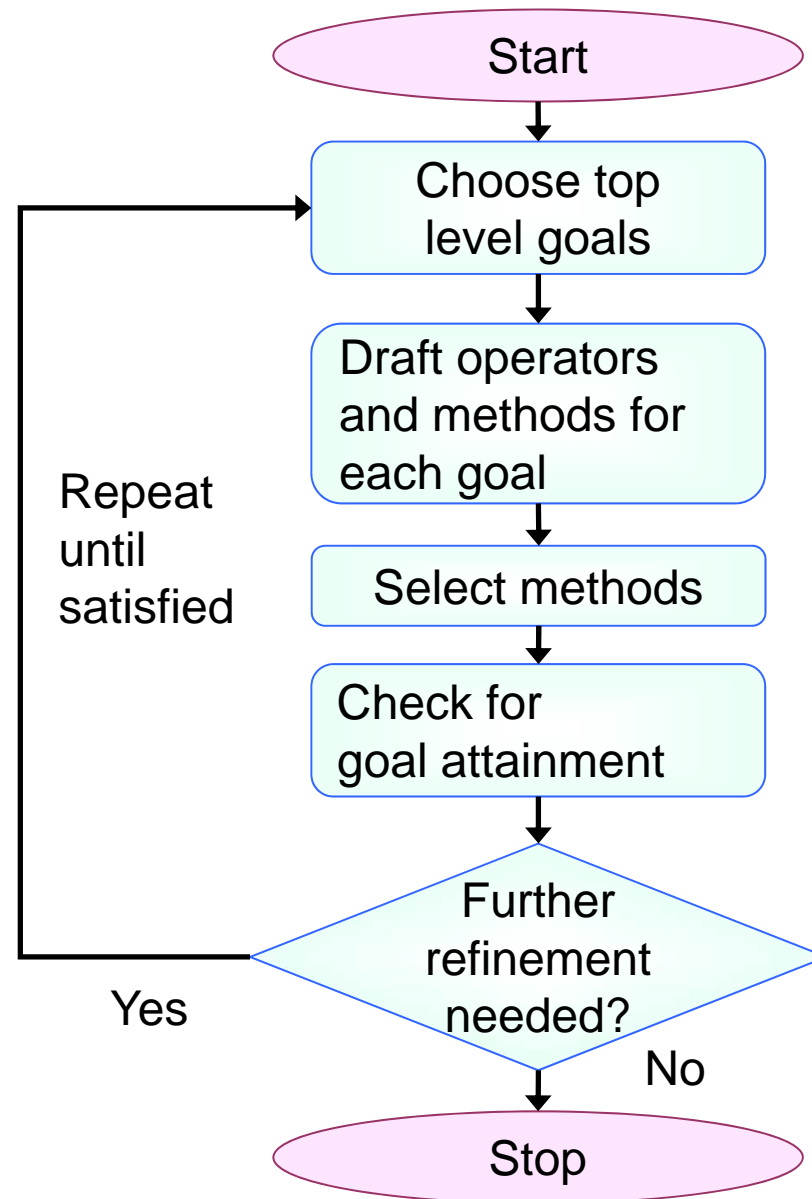 Start
Choose top
level goals
Draft operators
and methods for
each goal
Repeat
until
satisfied
Select methods
Check for
goal attainment
Further
refinement
needed?
Yes
No
Stop